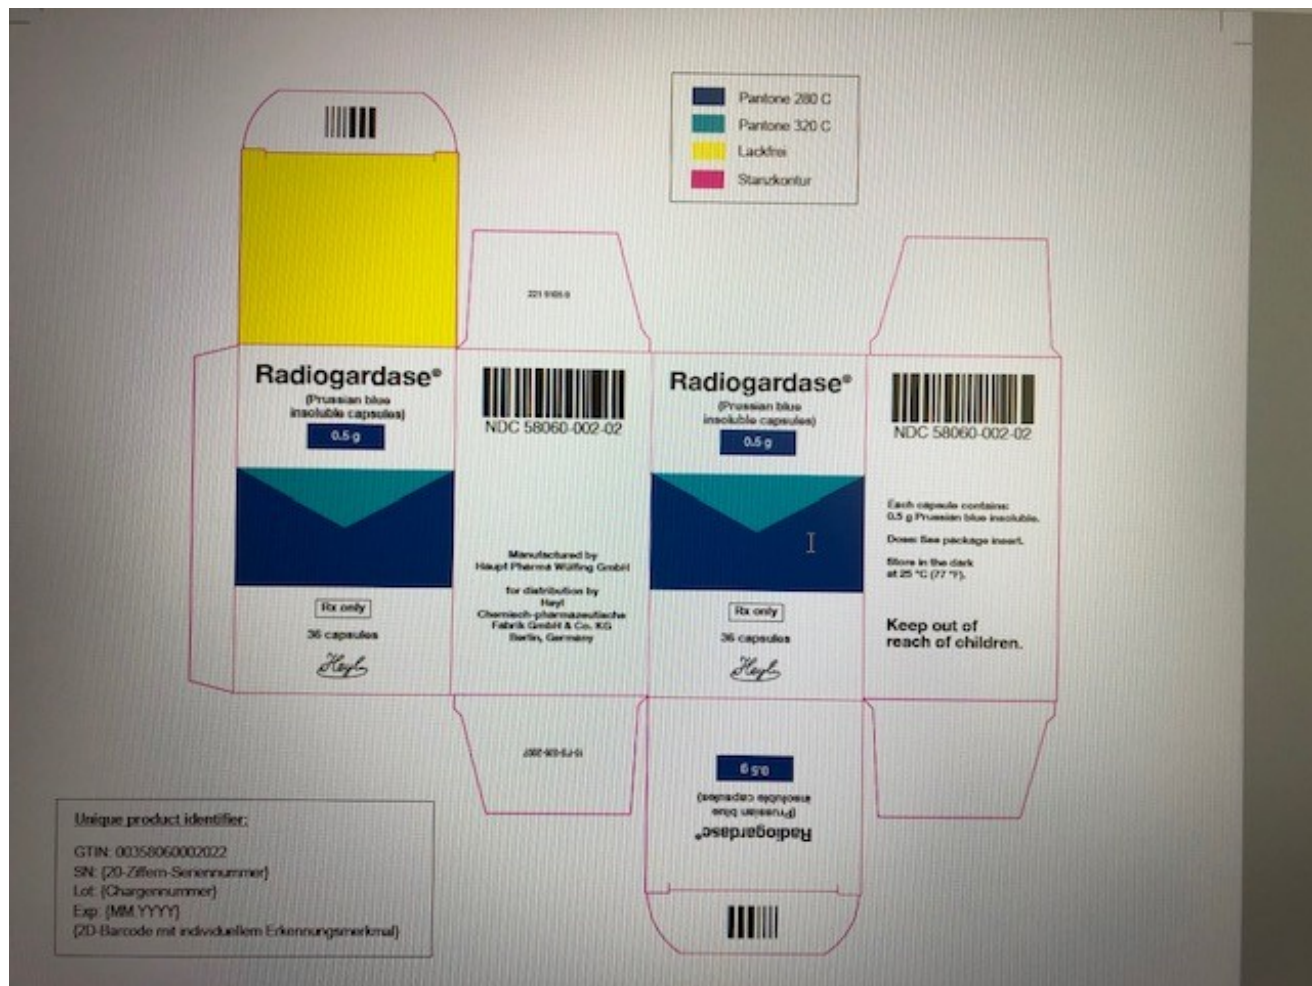 Pantone 280 C
Pantone 320 C
Lackfrei
Stanzkontur
Radiogardase®
(Prussian blue
insoluble capsules)
0.5 g
Rx only
36 capsules
Heyl
NDC 58060-002-02
Manufactured by
Haupt Pharma Wülfing GmbH
for distribution by
Heyl
Chemisch-pharmazeutische
Fabrik GmbH & Co. KG
Berlin, Germany
Radiogardase®
(Prussian blue
insoluble capsules)
0.5 g
Rx only
36 capsules
Heyl
NDC 58060-002-02
Each capsule contains:
0.5 g Prussian blue insoluble.
Dose: See package insert.
Store in the dark
at 25 °C (77 °F).
Keep out of
reach of children.
Radiogardase®
(Prussian blue
insoluble capsules)
0.5 g
Unique product identifier:
GTIN: 00358060002022
SN: {20-Ziffern-Seriennummer}
Lot: {Chargennummer}
Exp: {MM.YYYY}
{2D-Barcode mit individuellem Erkennungsmerkmal}